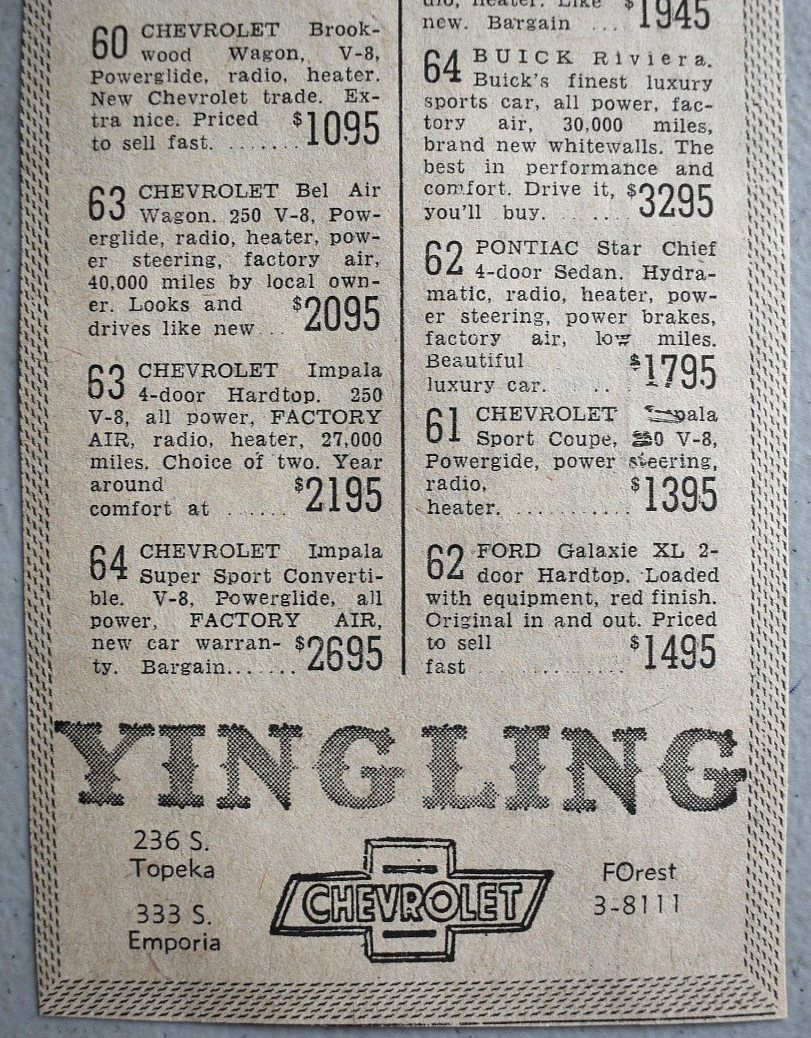 60 CHEVROLET Brook-
wood Wagon, V-8,
Powerglide, radio, heater.
New Chevrolet trade. Ex-
tra nice. Priced
to sell fast. ....... $1095
63 CHEVROLET Bel Air
Wagon. 250 V-8, Pow-
erglide, radio, heater, pow-
er steering, factory air,
40,000 miles by local own-
er. Looks and
drives like new... $2095
63 CHEVROLET Impala
4-door Hardtop. 250
V-8, all power, FACTORY
AIR, radio, heater, 27,000
miles. Choice of two. Year
around
comfort at ...... $2195
64 CHEVROLET Impala
Super Sport Converti-
ble. V-8, Powerglide, all
power, FACTORY AIR,
new car warran-
ty. Bargain....... $2695
heater. Like
new. Bargain ... $1945
64 BUICK Riviera.
Buick's finest luxury
sports car, all power, fac-
tory air, 30,000 miles,
brand new whitewalls. The
best in performance and
comfort. Drive it,
you'll buy. ....... $3295
62 PONTIAC Star Chief
4-door Sedan. Hydra-
matic, radio, heater, pow-
er steering, power brakes,
factory air, low miles.
Beautiful
luxury car. . .. $1795
61 CHEVROLET
Sport Coupe, V-8,
Powergide, power steering,
radio,
heater. ........... $1395
62 FORD Galaxie XL 2-
door Hardtop. Loaded
with equipment, red finish.
Original in and out. Priced
to sell
fast ............. $1495
YINGLING
236 S.
Topeka
333 S.
Emporia
CHEVROLET
FOrest
3-8111